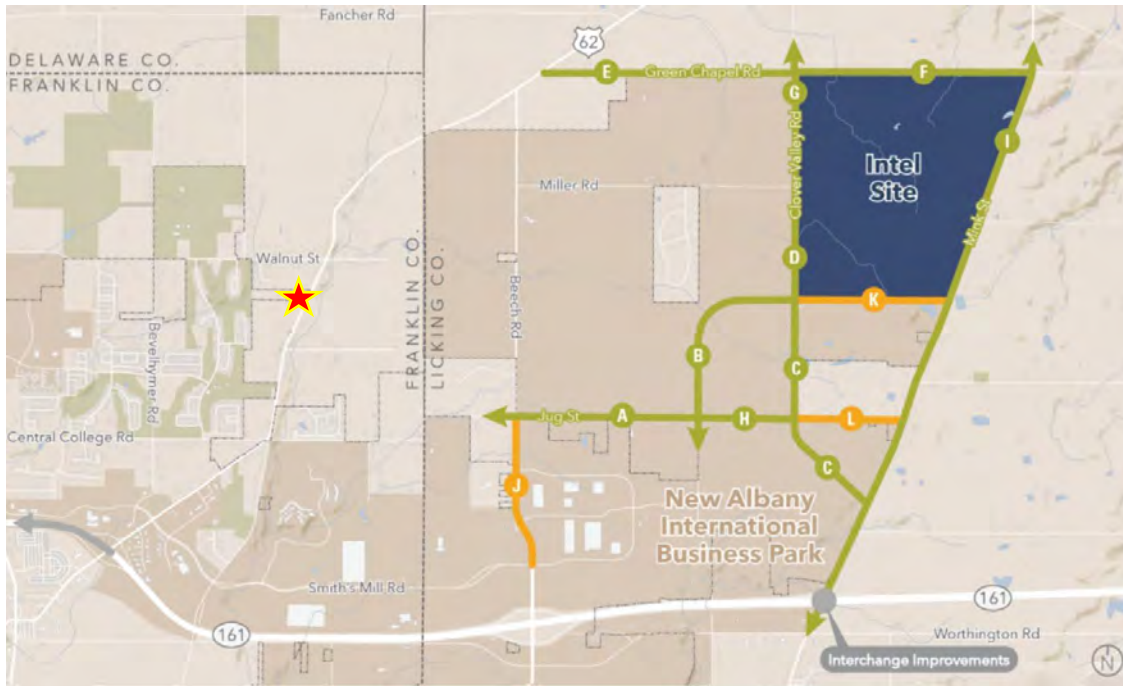 Fancher Rd
62
DELAWARE CO.
FRANKLIN CO.
E
Green Chapel Rd
F
G
Clover Valley Rd
I
Intel
Site
Miller Rd
Mink St
Walnut St
D
Beech Rd
FRANKLIN CO.
LICKING CO.
K
Bevelhymer Rd
B
C
Jug St
A
H
L
Central College Rd
C
J
New Albany
International
Business Park
Smith's Mill Rd
161
161
Worthington Rd
Interchange Improvements
N